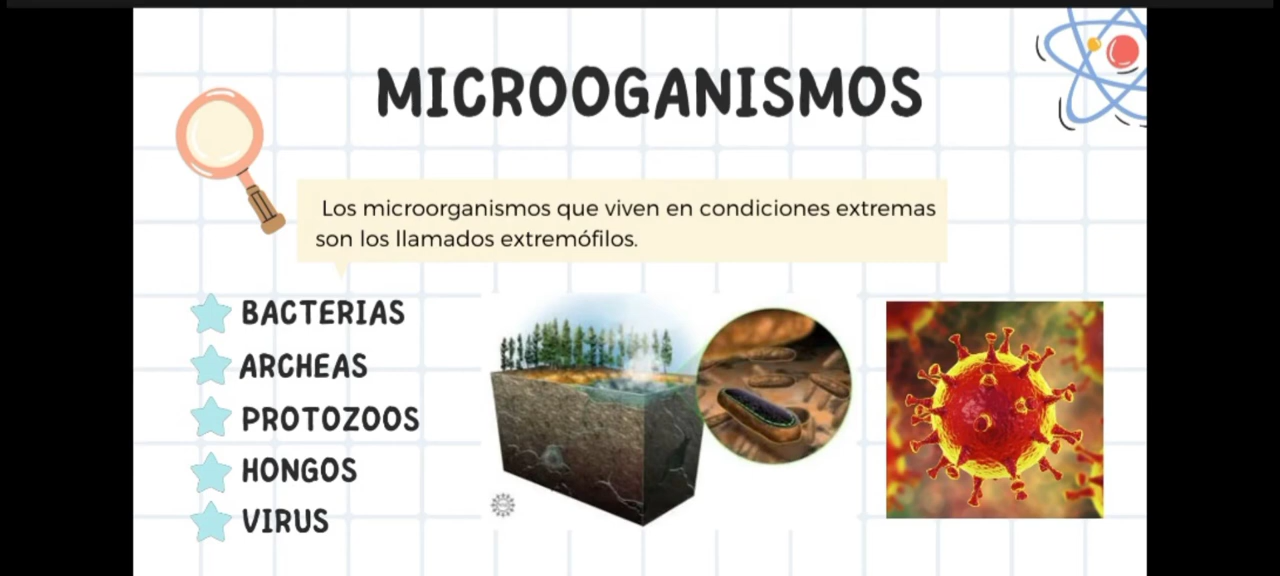 MICROOGANISMOS
Los microorganismos que viven en condiciones extremas
son los llamados extremófilos.
BACTERIAS
ARCHEAS
PROTOZOOS
HONGOS
VIRUS